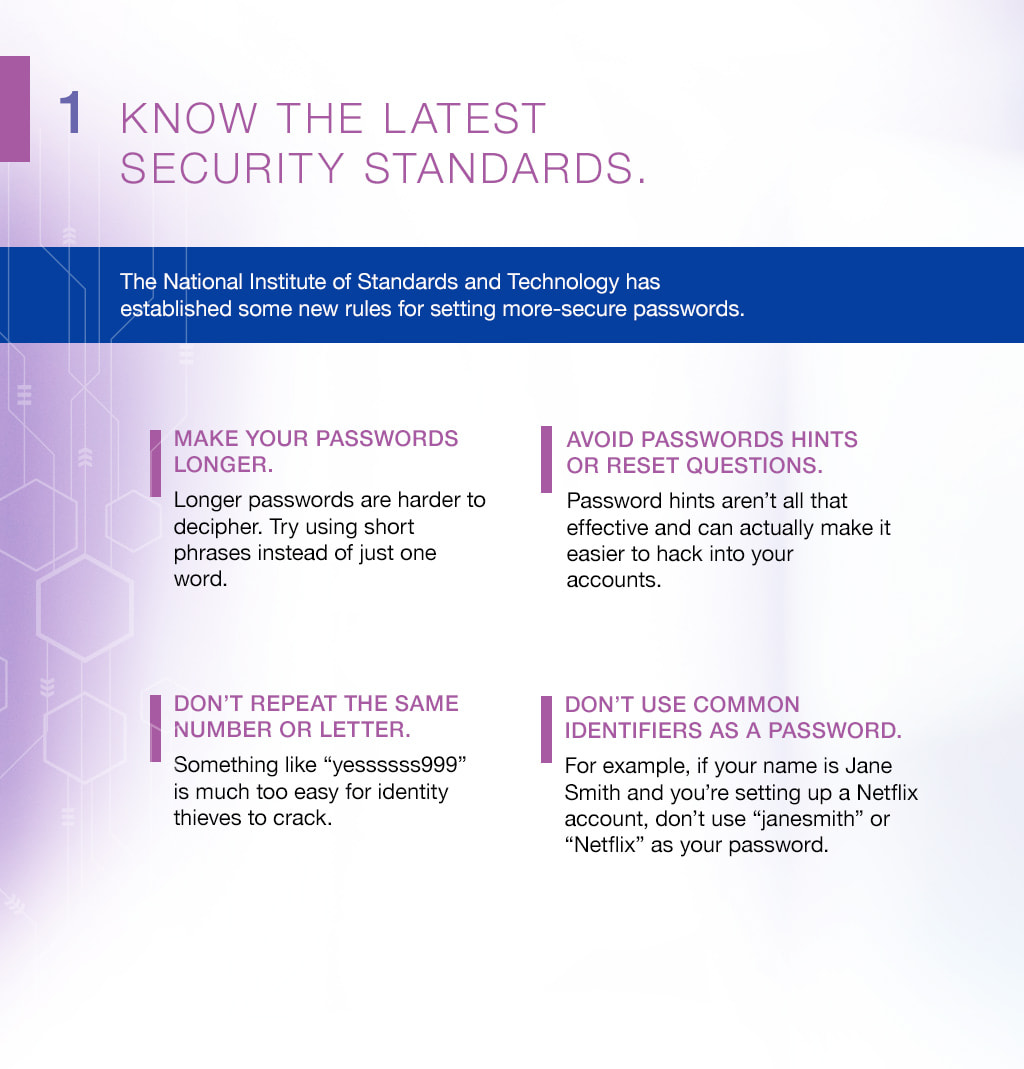 1 KNOW THE LATEST
SECURITY STANDARDS.
The National Institute of Standards and Technology has
established some new rules for setting more-secure passwords.
MAKE YOUR PASSWORDS
LONGER.
Longer passwords are harder to
decipher. Try using short
phrases instead of just one
word.
AVOID PASSWORDS HINTS
OR RESET QUESTIONS.
Password hints aren’t all that
effective and can actually make it
easier to hack into your
accounts.
DON’T REPEAT THE SAME
NUMBER OR LETTER.
Something like “yessssss999”
is much too easy for identity
thieves to crack.
DON’T USE COMMON
IDENTIFIERS AS A PASSWORD.
For example, if your name is Jane
Smith and you’re setting up a Netflix
account, don’t use “janesmith” or
“Netflix” as your password.